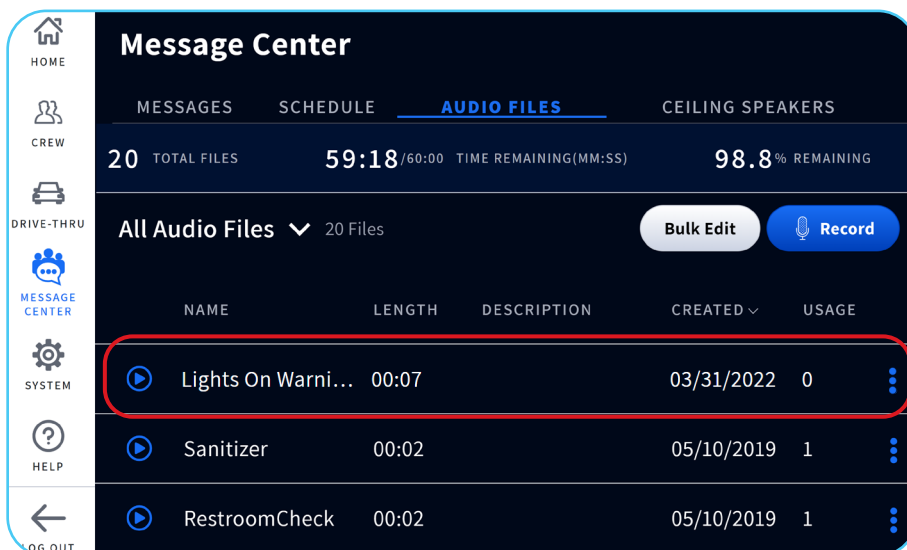 Message Center
HOME
MESSAGES SCHEDULE AUDIO FILES CEILING SPEAKERS
CREW
20 TOTAL FILES 59:18/60:00 TIME REMAINING(MM:SS) 98.8% REMAINING
DRIVE-THRU
All Audio Files 20 Files Bulk Edit Record
MESSAGE
CENTER
NAME LENGTH DESCRIPTION CREATED USAGE
SYSTEM
Lights On Warni... 00:07 03/31/2022 0
HELP
Sanitizer 00:02 05/10/2019 1
RestroomCheck 00:02 05/10/2019 1
LOG OUT